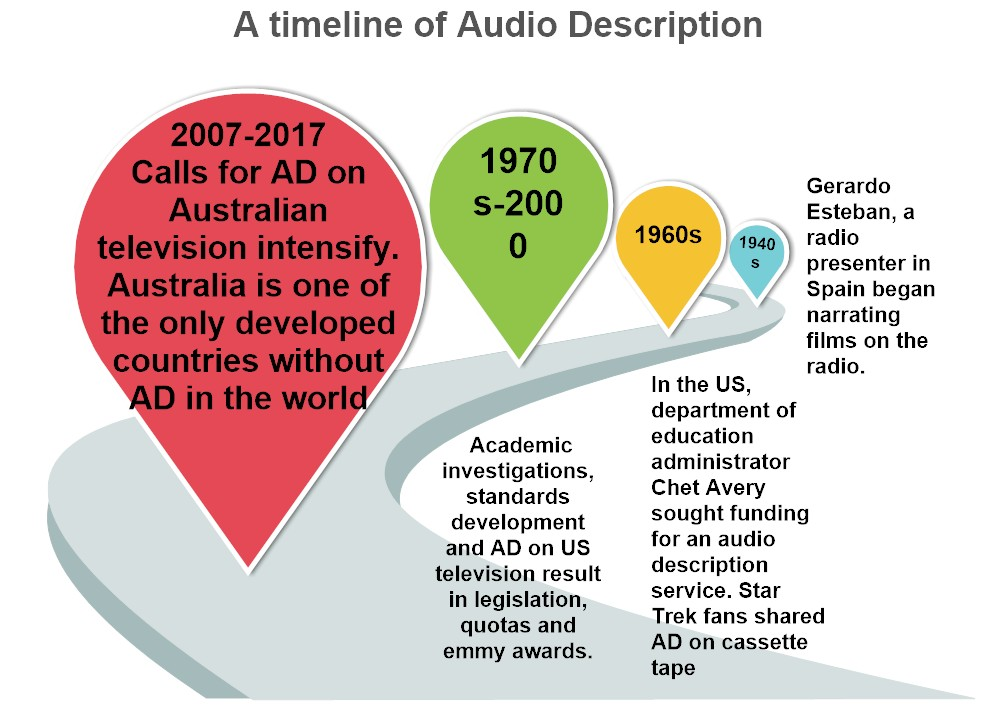 A timeline of Audio Description
2007-2017
Calls for AD on
Australian
television intensify.
Australia is one of
the only developed
countries without
AD in the world
1970
s-200
0
1960s
1940
s
Gerardo
Esteban, a
radio
presenter in
Spain began
narrating
films on the
radio.
Academic
investigations,
standards
development
and AD on US
television result
in legislation,
quotas and
emmy awards.
In the US,
department of
education
administrator
Chet Avery
sought funding
for an audio
description
service. Star
Trek fans shared
AD on cassette
tape